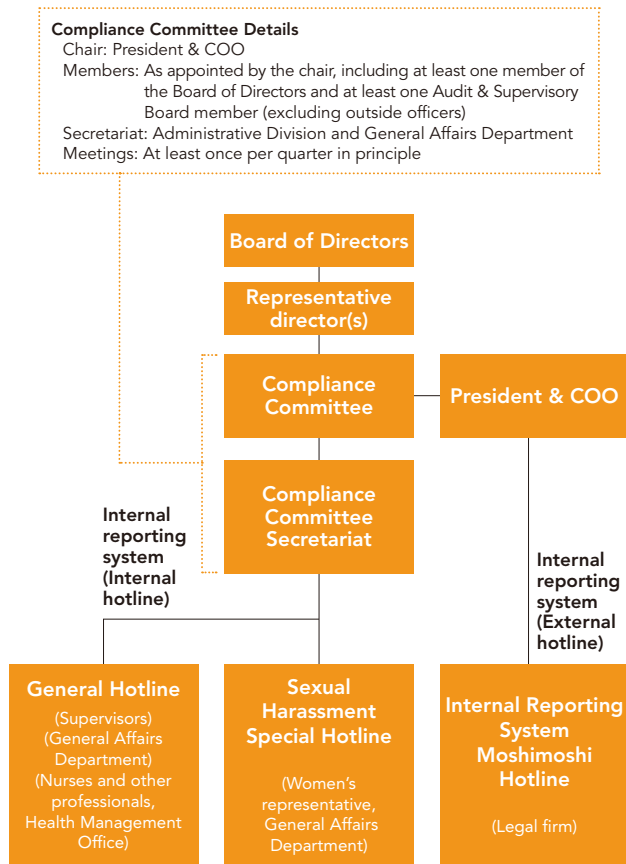 Compliance Committee Details
Chair: President & COO
Members: As appointed by the chair, including at least one member of
the Board of Directors and at least one Audit & Supervisory
Board member (excluding outside officers)
Secretariat: Administrative Division and General Affairs Department
Meetings: At least once per quarter in principle
Board of Directors
Representative
director(s)
Compliance
Committee
President & COO
Compliance
Committee
Secretariat
Internal
reporting
system
(Internal
hotline)
Internal
reporting
system
(External
hotline)
General Hotline
(Supervisors)
(General Affairs
Department)
(Nurses and other
professionals,
Health Management
Office)
Sexual
Harassment
Special Hotline
(Women's
representative,
General Affairs
Department)
Internal Reporting
System
Moshimoshi
Hotline
(Legal firm)